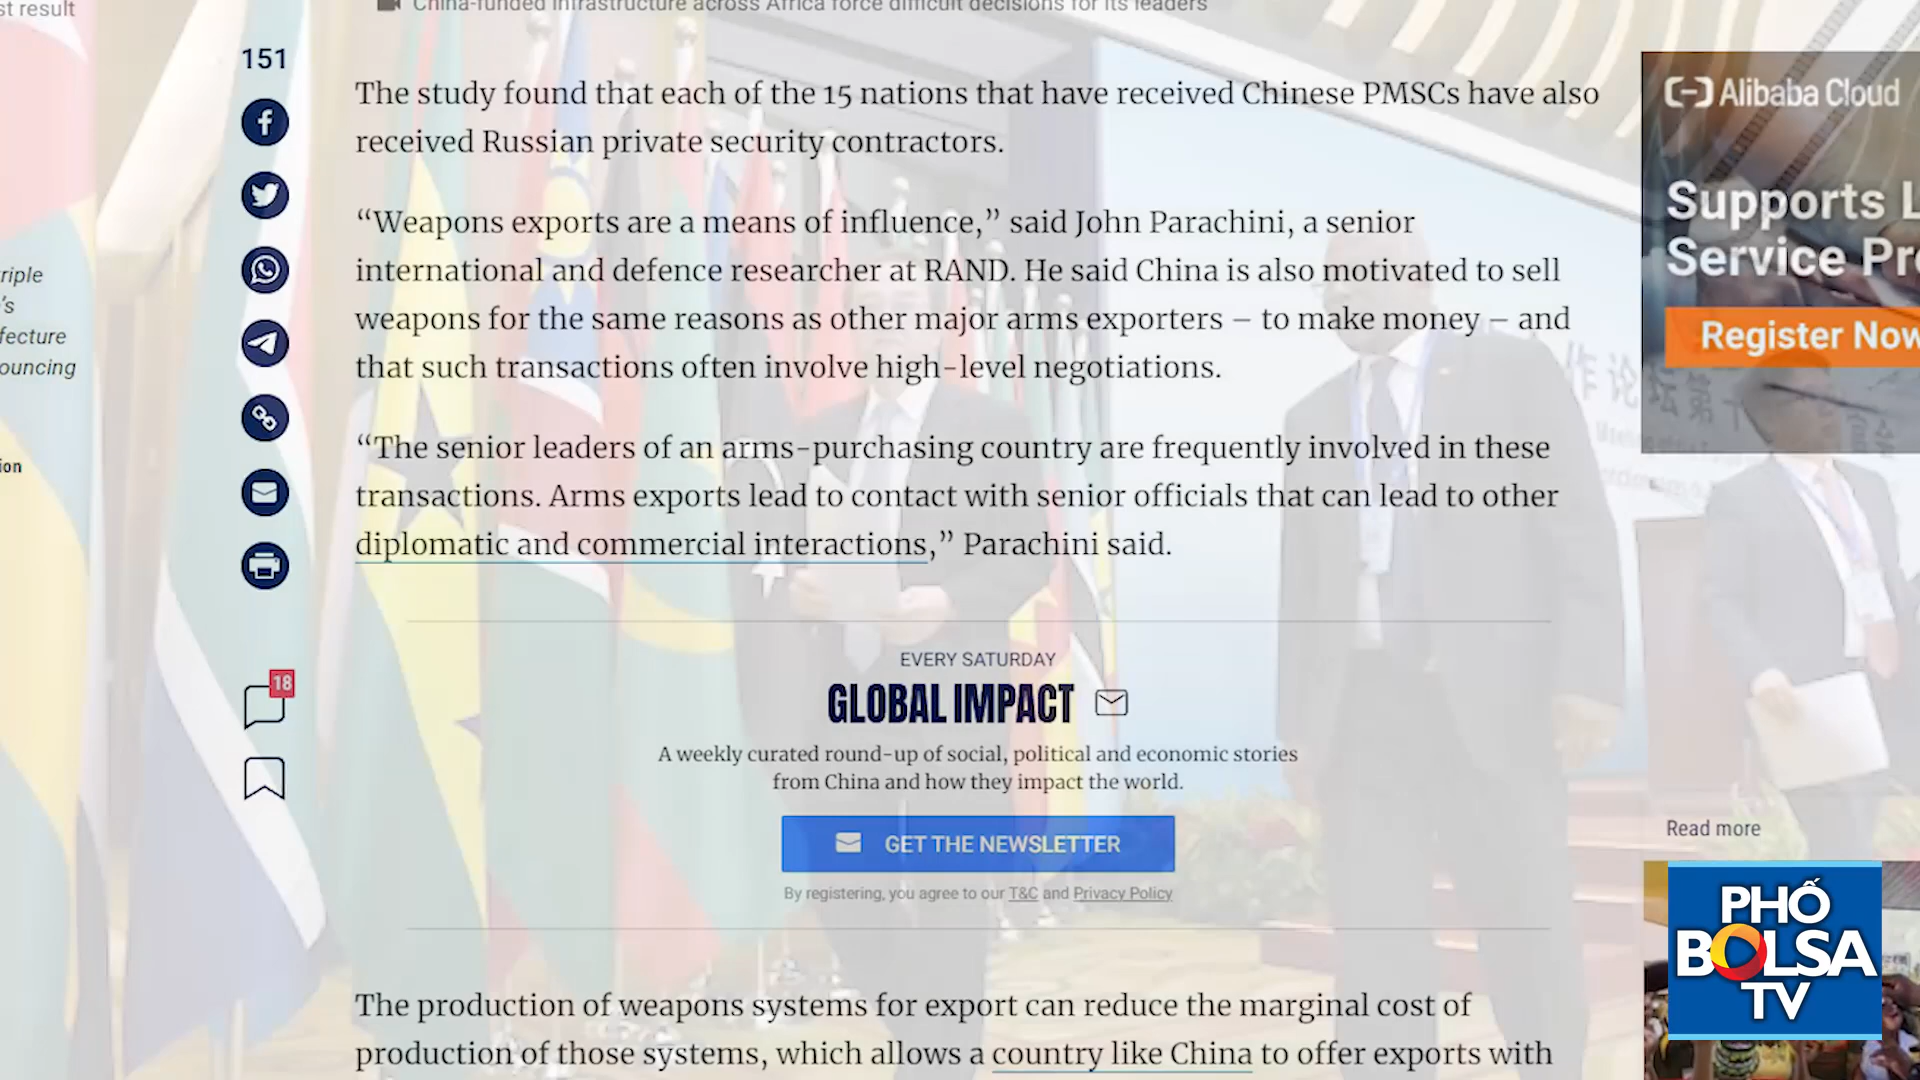 st result
China-funded infrastructure across Africa force difficult decisions for its leaders
151
The study found that each of the 15 nations that have received Chinese PMSCs have also
received Russian private security contractors.
“Weapons exports are a means of influence,” said John Parachini, a senior
international and defence researcher at RAND. He said China is also motivated to sell
weapons for the same reasons as other major arms exporters – to make money – and
that such transactions often involve high-level negotiations.
“The senior leaders of an arms-purchasing country are frequently involved in these
transactions. Arms exports lead to contact with senior officials that can lead to other
diplomatic and commercial interactions,” Parachini said.
riple
’s
fecture
ouncing
ion
18
EVERY SATURDAY
GLOBAL IMPACT
A weekly curated round-up of social, political and economic stories
from China and how they impact the world.
GET THE NEWSLETTER
By registering, you agree to our T&C and Privacy Policy
The production of weapons systems for export can reduce the marginal cost of
production of those systems, which allows a country like China to offer exports with
Alibaba Cloud
Supports L
Service Pr
Register Now
Read more
PHỐ
BOLSA
TV